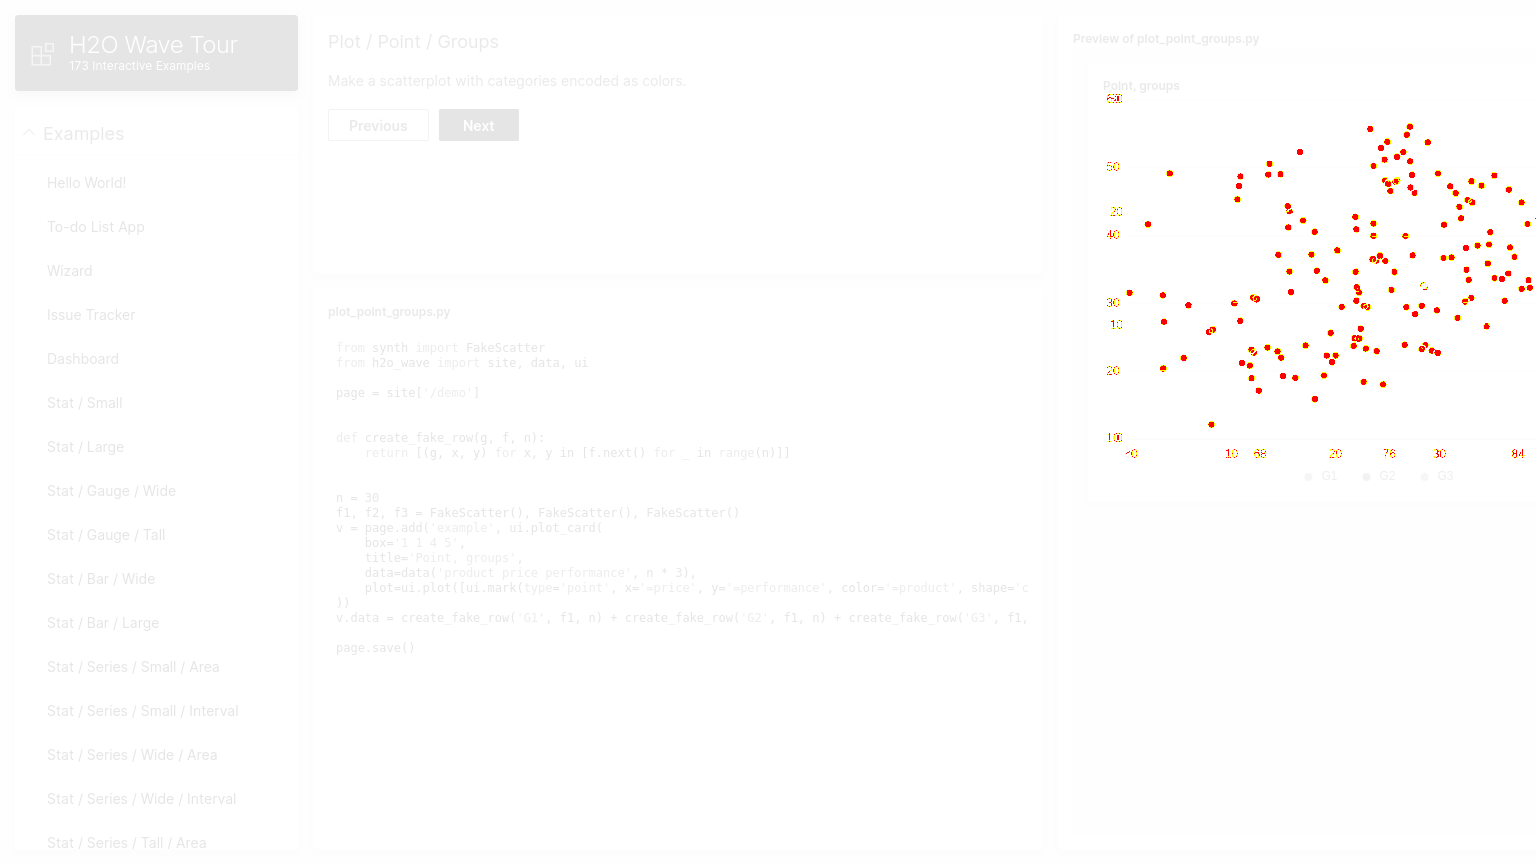 H2O Wave Tour
173 Interactive Examples
Examples
Hello World!
To-do List App
Wizard
Issue Tracker
Dashboard
Stat / Small
Stat / Large
Stat / Gauge / Wide
Stat / Gauge / Tall
Stat / Bar / Wide
Stat / Bar / Large
Stat / Series / Small / Area
Stat / Series / Small / Interval
Stat / Series / Wide / Area
Stat / Series / Wide / Interval
Stat / Series / Tall / Area
Plot / Point / Groups
Make a scatterplot with categories encoded as colors.
Previous Next
plot_point_groups.py
from synth import FakeScatter
from h2o_wave import site, data, ui
page = site['/demo']
def create_fake_row(g, f, n):
    return [(g, x, y) for x, y in [f.next() for _ in range(n)]]
n = 30
f1, f2, f3 = FakeScatter(), FakeScatter(), FakeScatter()
v = page.add('example', ui.plot_card(
    box='1 1 4 5',
    title='Point, groups',
    data=data('product price performance', n * 3),
    plot=ui.plot([ui.mark(type='point', x='=price', y='=performance', color='=product', shape='c
))
v.data = create_fake_row('G1', f1, n) + create_fake_row('G2', f1, n) + create_fake_row('G3', f1,
page.save()
Preview of plot_point_groups.py
Point, groups
50
20
40
30
10
20
10 68 20 76 30 84
G1 G2 G3